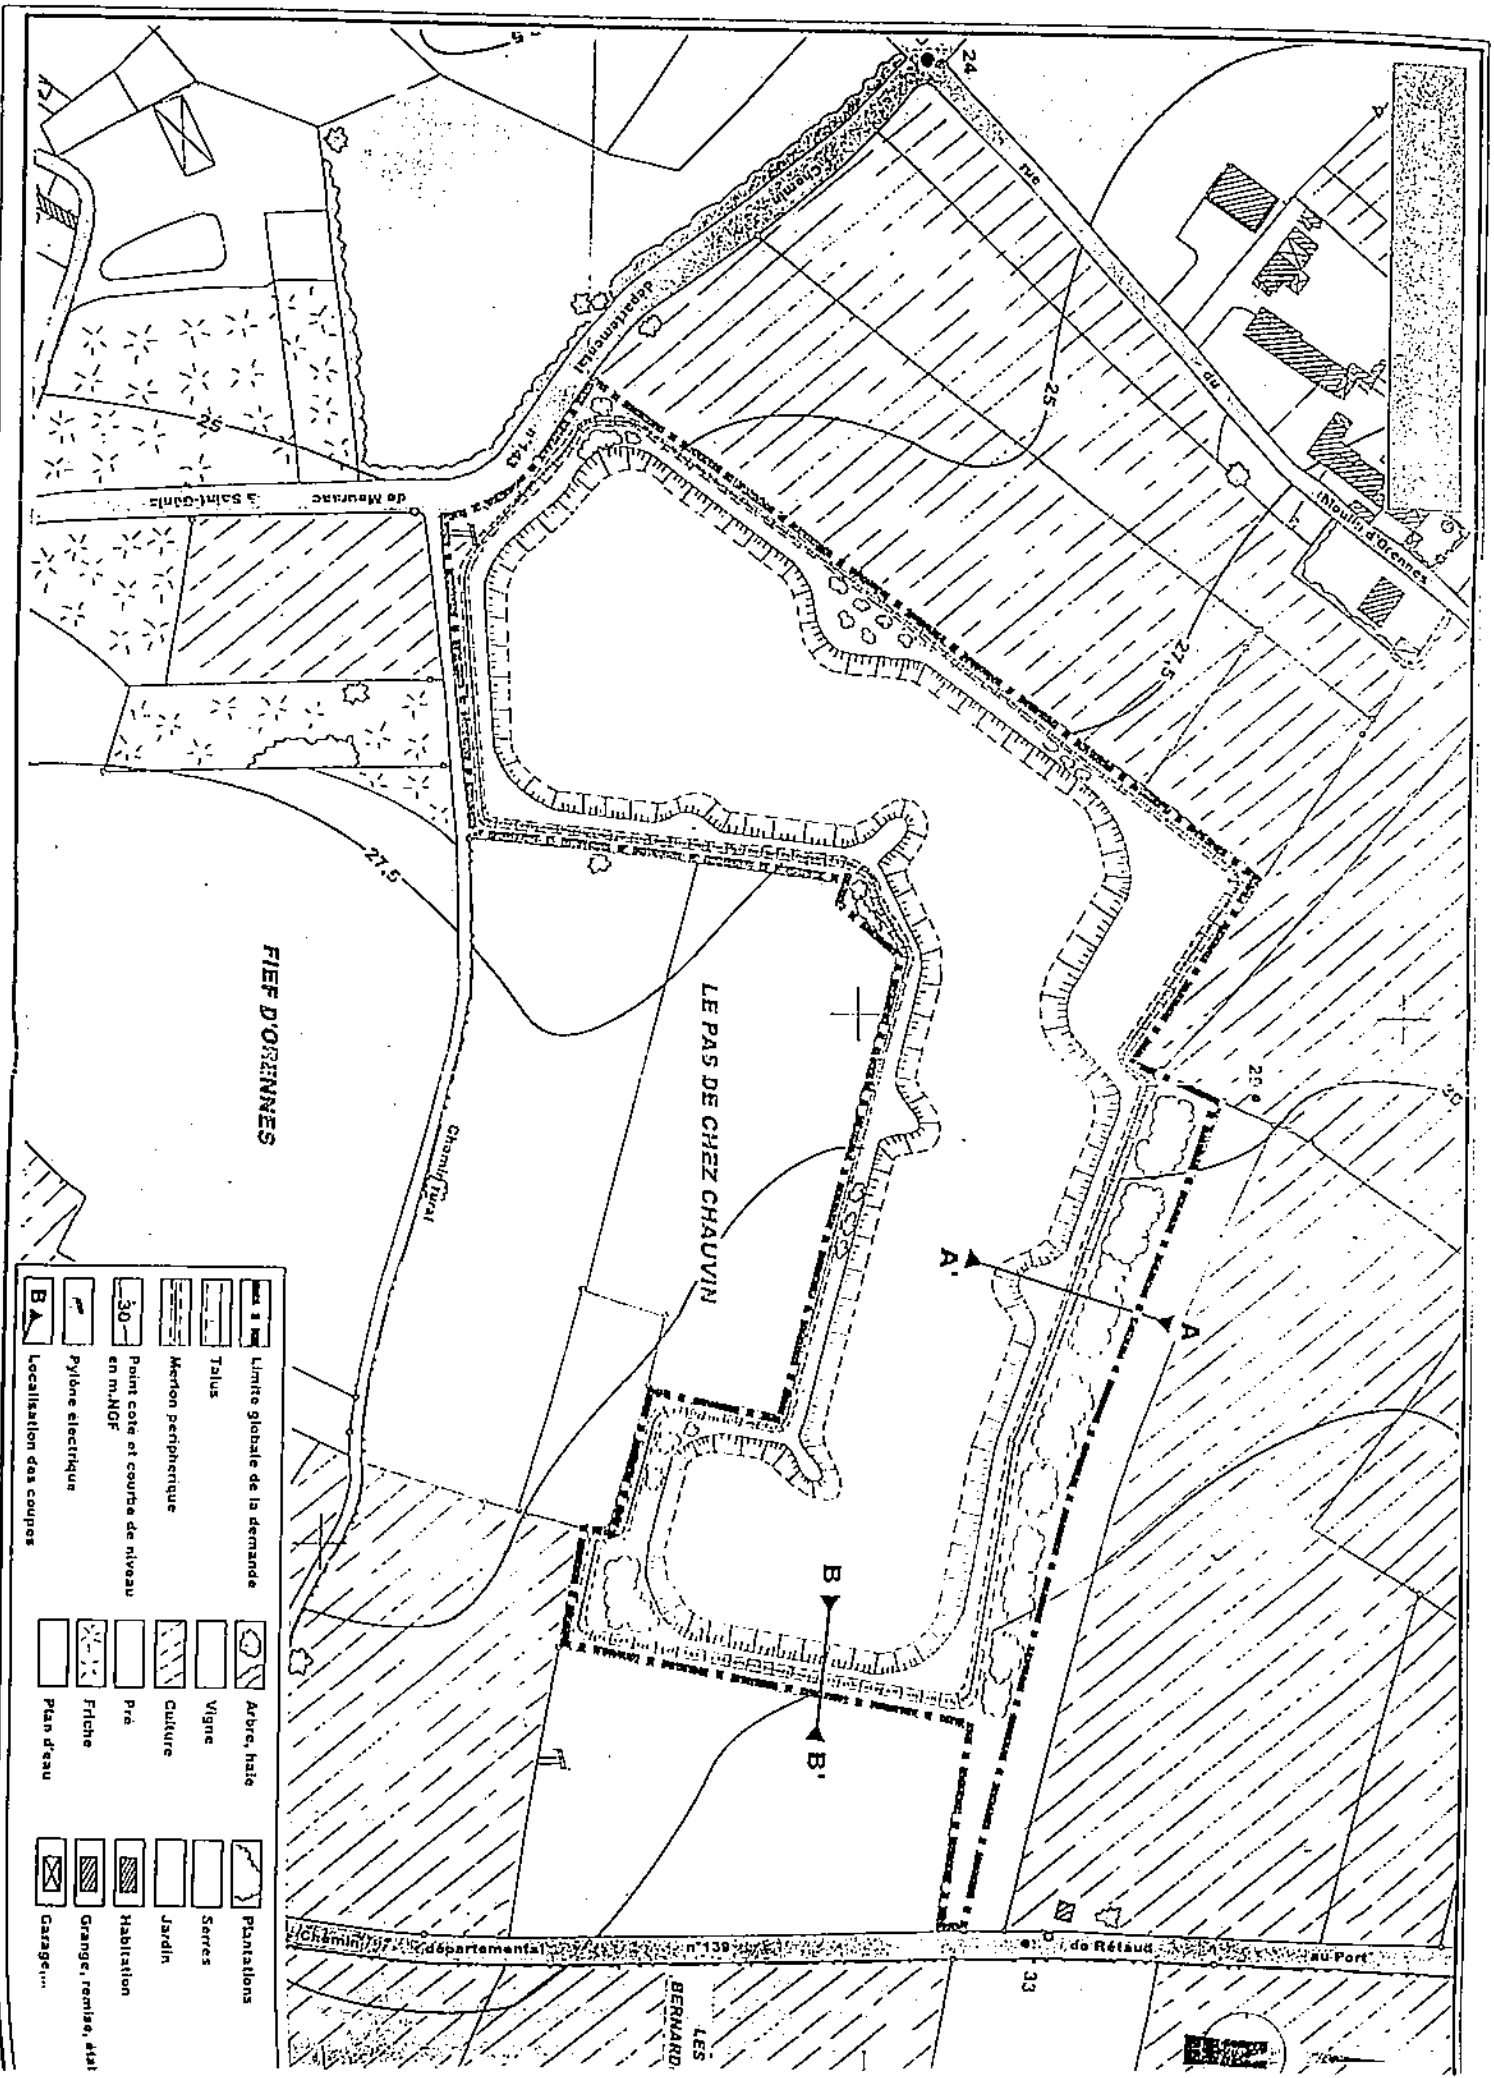 24
rue
du
Moulin d'Orennes
Chemin
départemental
n°143
de Meursac
à Saint-Génis
5
25
25
27,5
27,5
30
LE PAS DE CHEZ CHAUVIN
FIEF D'ORENNES
Chemin rural
A
A'
B
B'
Chemin
départemental
n°139
de Rétaud
au Port
33
LES
BERNARD
Limite globale de la demande
Talus
Merlon périphérique
30
Point coté et courbe de niveau
en m.NGF
Pylône électrique
B
Localisation des coupes
Arbre, haie
Vigne
Culture
Pré
Friche
Plan d'eau
Plantations
Serres
Jardin
Habitation
Grange, remise, étab
Garage,...